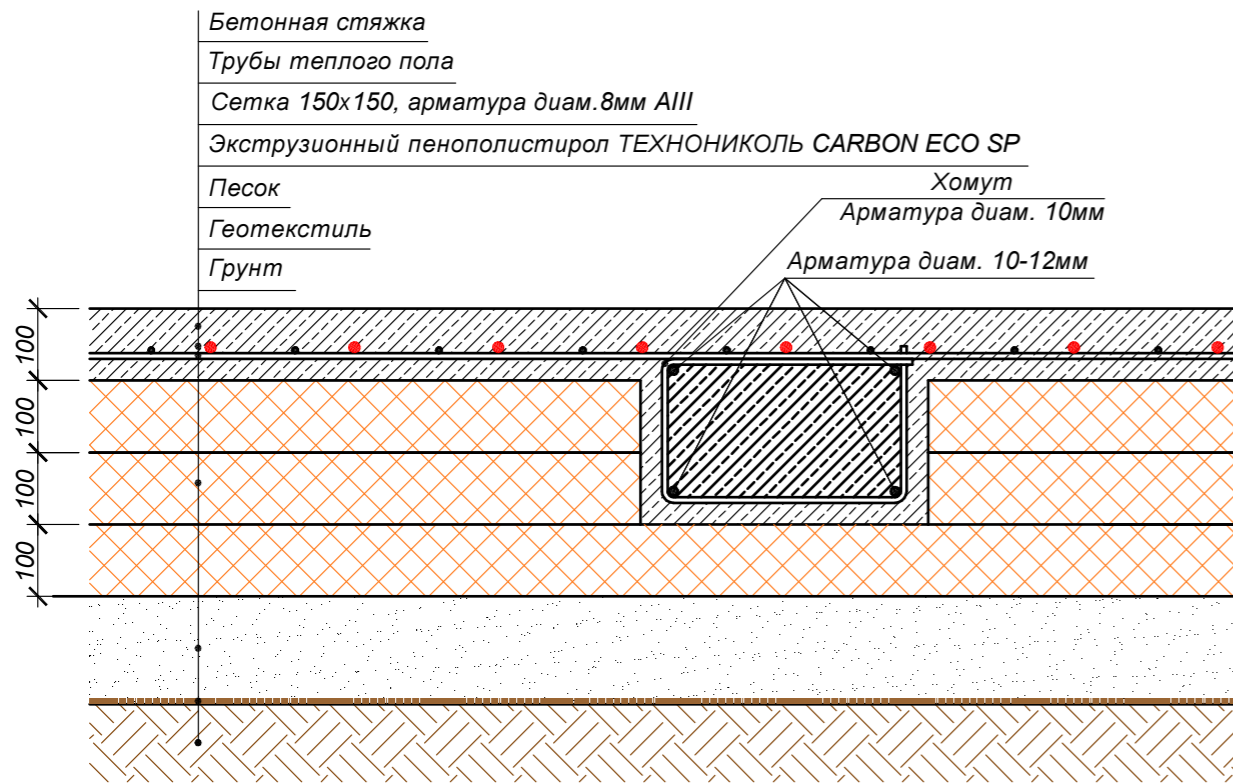 Бетонная стяжка
Трубы теплого пола
Сетка 150х150, арматура диам.8мм АIII
Экструзионный пенополистирол ТЕХНОНИКОЛЬ CARBON ECO SP
Песок
Геотекстиль
Грунт
Хомут
Арматура диам. 10мм
Арматура диам. 10-12мм
100
100
100
100